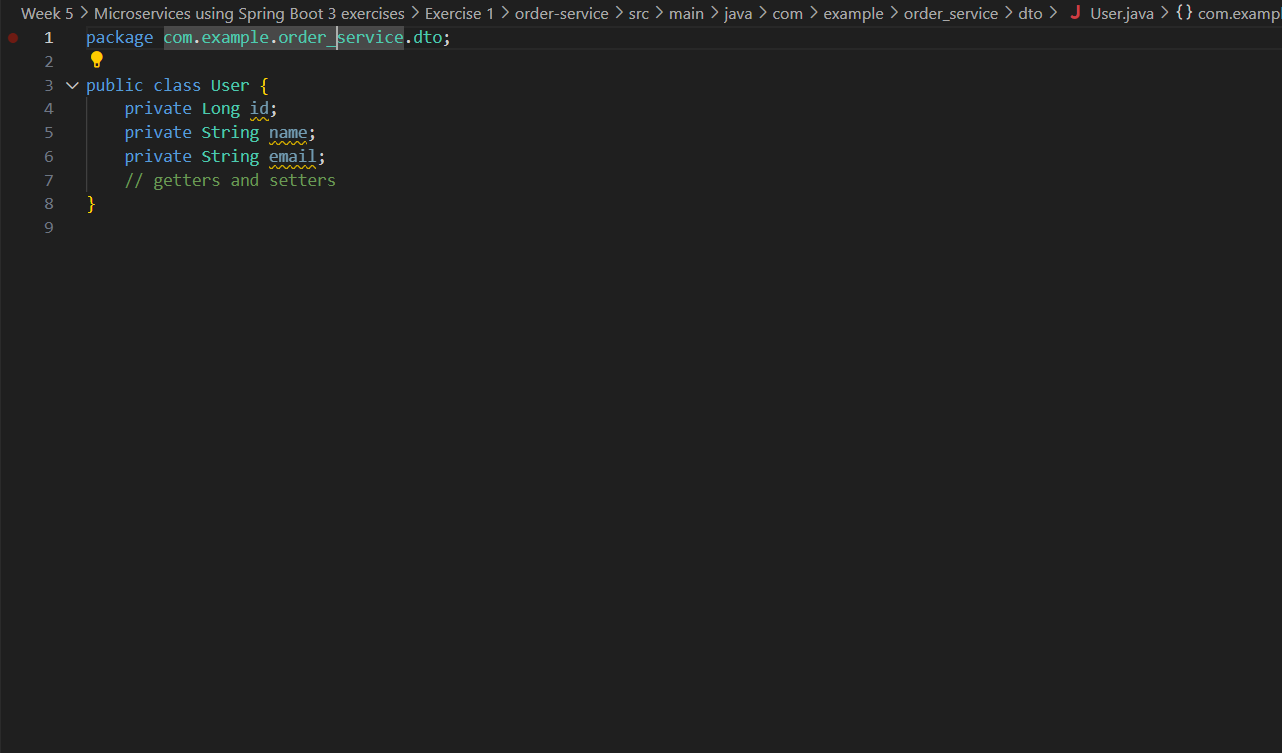 Week 5 > Microservices using Spring Boot 3 exercises > Exercise 1 > order-service > src > main > java > com > example > order_service > dto > J User.java > {} com.exampl
1 package com.example.order_service.dto;
2
3 public class User {
4     private Long id;
5     private String name;
6     private String email;
7     // getters and setters
8 }
9